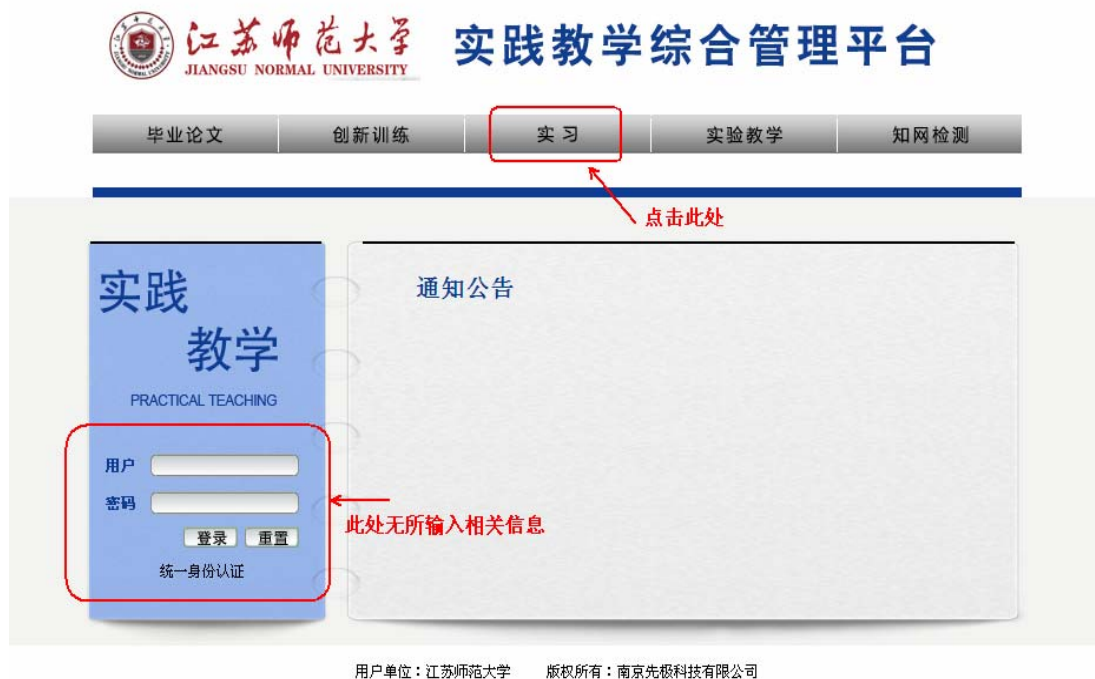 江苏师范大学 实践教学综合管理平台
JIANGSU NORMAL UNIVERSITY
毕业论文 创新训练 实 习 实验教学 知网检测
点击此处
实践
教学
PRACTICAL TEACHING
通知公告
用户
密码
登录 重置
统一身份认证
此处无所输入相关信息
用户单位：江苏师范大学 版权所有：南京先极科技有限公司